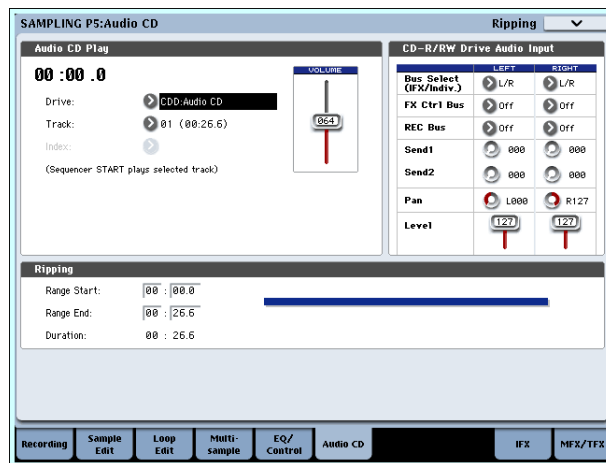 SAMPLING P5:Audio CD Ripping
Audio CD Play
00 :00 .0
VOLUME
Drive: CDD:Audio CD
064
Track: 01 (00:26.6)
Index:
(Sequencer START plays selected track)
CD-R/RW Drive Audio Input
LEFT RIGHT
Bus Select (IFX/Indiv.) L/R L/R
FX Ctrl Bus Off Off
REC Bus Off Off
Send1 000 000
Send2 000 000
Pan L000 R127
Level 127 127
Ripping
Range Start: 00 : 00.0
Range End: 00 : 26.6
Duration: 00 : 26.6
Recording Sample Edit Loop Edit Multi-sample EQ/Control Audio CD IFX MFX/TFX